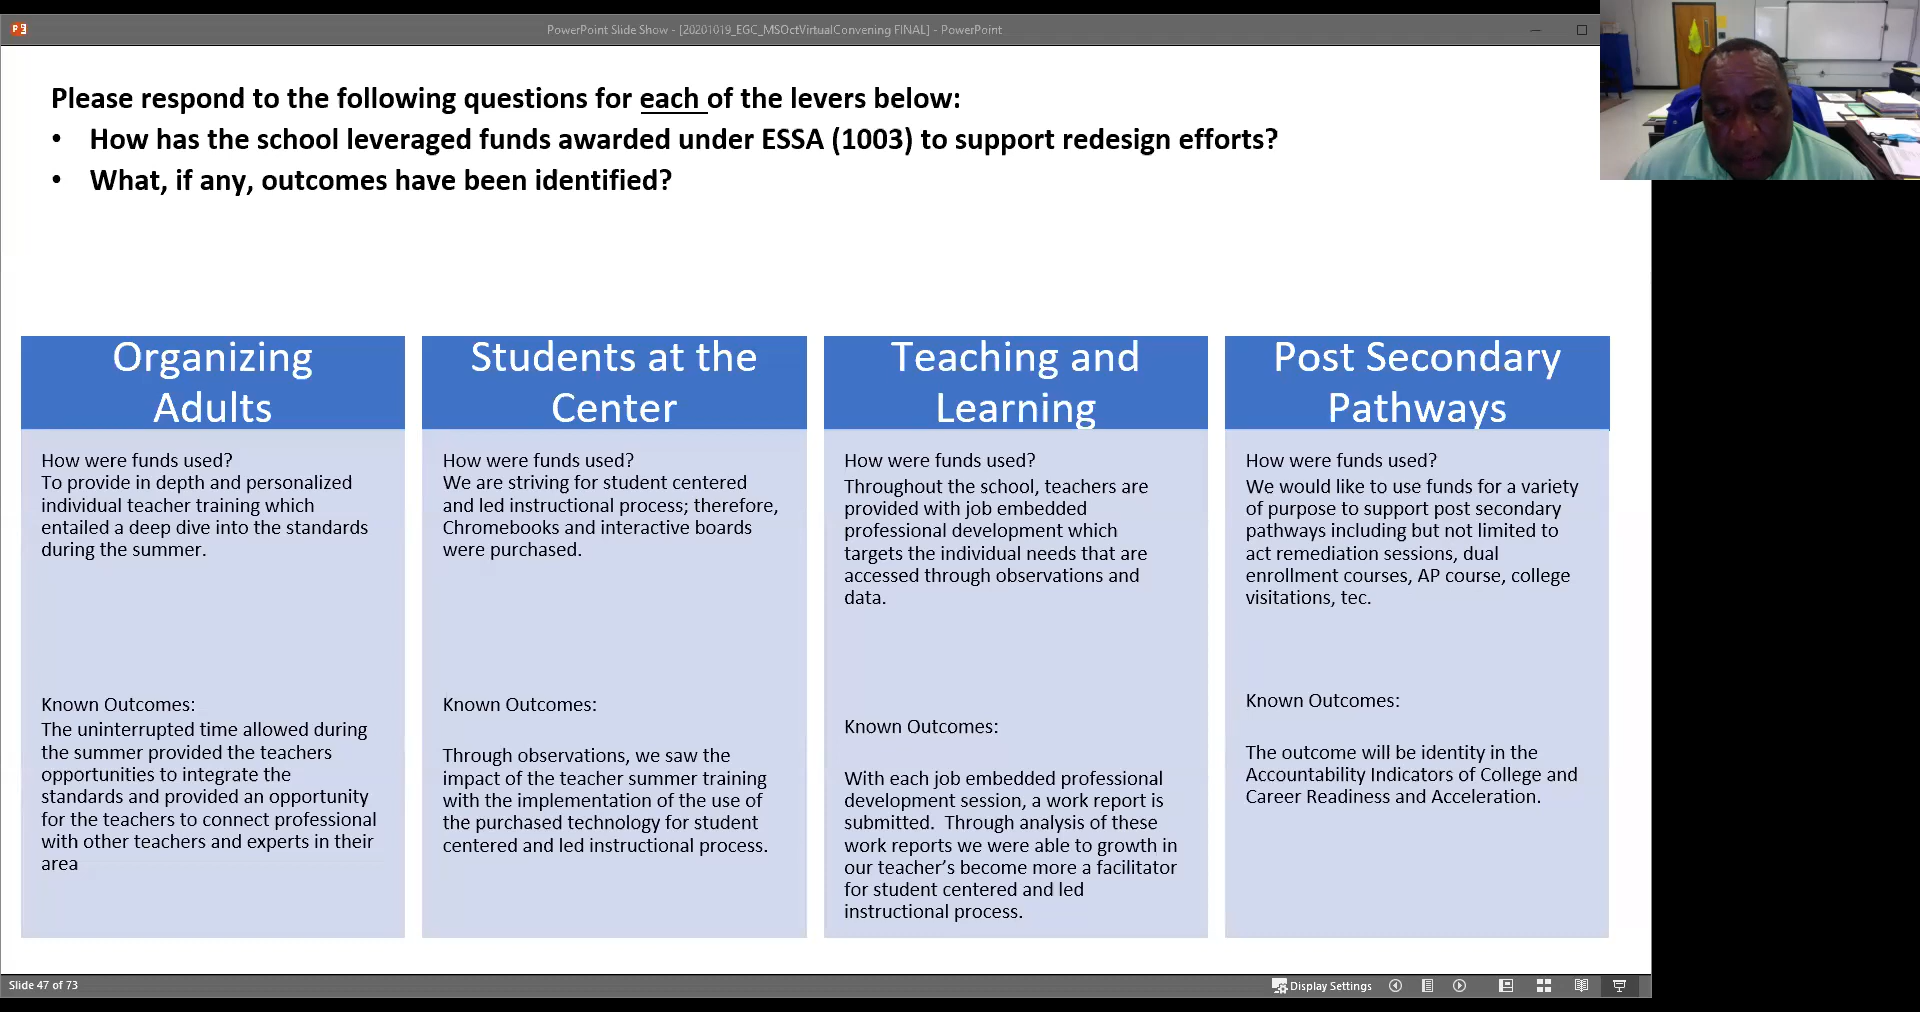 PowerPoint Slide Show - [20201019_EGC_MSOctVirtualConvening FINAL] - PowerPoint
Please respond to the following questions for each of the levers below:
• How has the school leveraged funds awarded under ESSA (1003) to support redesign efforts?
• What, if any, outcomes have been identified?
Organizing
Adults
How were funds used?
To provide in depth and personalized
individual teacher training which
entailed a deep dive into the standards
during the summer.
Known Outcomes:
The uninterrupted time allowed during
the summer provided the teachers
opportunities to integrate the
standards and provided an opportunity
for the teachers to connect professional
with other teachers and experts in their
area
Students at the
Center
How were funds used?
We are striving for student centered
and led instructional process; therefore,
Chromebooks and interactive boards
were purchased.
Known Outcomes:
Through observations, we saw the
impact of the teacher summer training
with the implementation of the use of
the purchased technology for student
centered and led instructional process.
Teaching and
Learning
How were funds used?
Throughout the school, teachers are
provided with job embedded
professional development which
targets the individual needs that are
accessed through observations and
data.
Known Outcomes:
With each job embedded professional
development session, a work report is
submitted. Through analysis of these
work reports we were able to growth in
our teacher’s become more a facilitator
for student centered and led
instructional process.
Post Secondary
Pathways
How were funds used?
We would like to use funds for a variety
of purpose to support post secondary
pathways including but not limited to
act remediation sessions, dual
enrollment courses, AP course, college
visitations, tec.
Known Outcomes:
The outcome will be identity in the
Accountability Indicators of College and
Career Readiness and Acceleration.
Slide 47 of 73
Display Settings